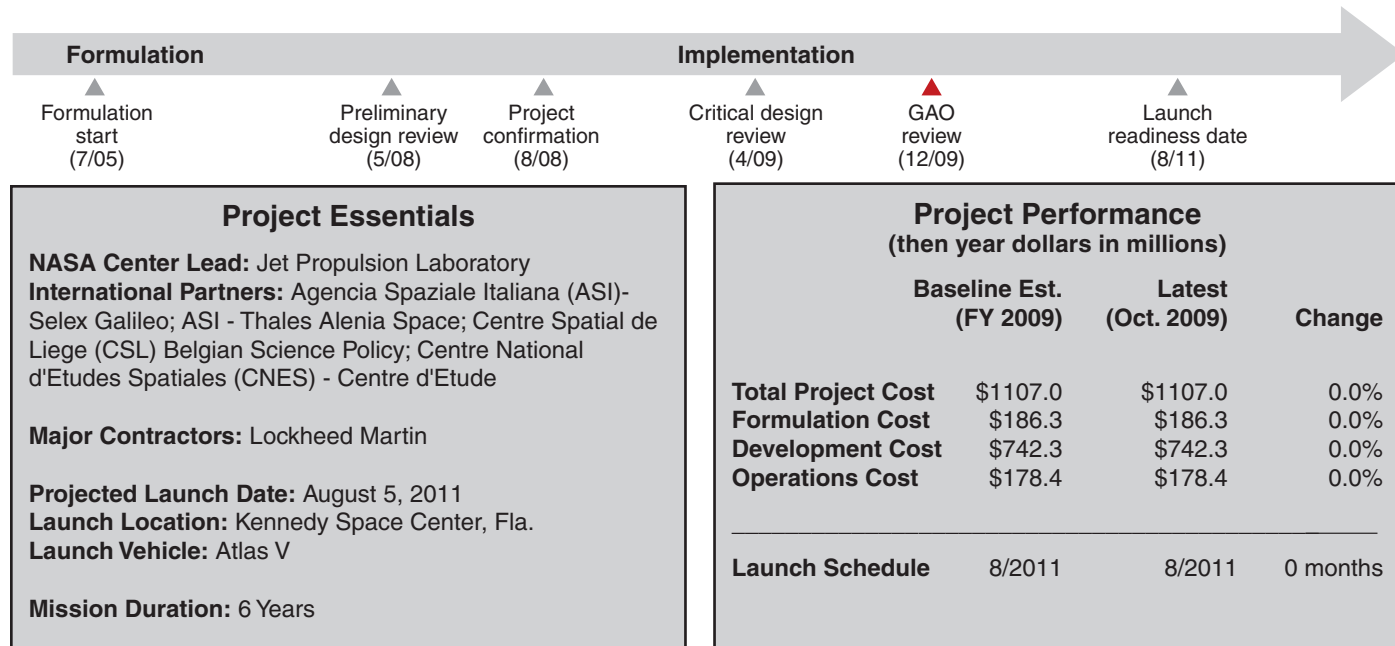 Formulation
Implementation
Formulation
start
(7/05)
Preliminary
design review
(5/08)
Project
confirmation
(8/08)
Critical design
review
(4/09)
GAO
review
(12/09)
Launch
readiness date
(8/11)
Project Essentials
NASA Center Lead: Jet Propulsion Laboratory
International Partners: Agencia Spaziale Italiana (ASI)-
Selex Galileo; ASI - Thales Alenia Space; Centre Spatial de
Liege (CSL) Belgian Science Policy; Centre National
d'Etudes Spatiales (CNES) - Centre d'Etude
Major Contractors: Lockheed Martin
Projected Launch Date: August 5, 2011
Launch Location: Kennedy Space Center, Fla.
Launch Vehicle: Atlas V
Mission Duration: 6 Years
Project Performance
(then year dollars in millions)
Baseline Est. Latest
(FY 2009) (Oct. 2009) Change
Total Project Cost $1107.0 $1107.0 0.0%
Formulation Cost $186.3 $186.3 0.0%
Development Cost $742.3 $742.3 0.0%
Operations Cost $178.4 $178.4 0.0%
Launch Schedule 8/2011 8/2011 0 months